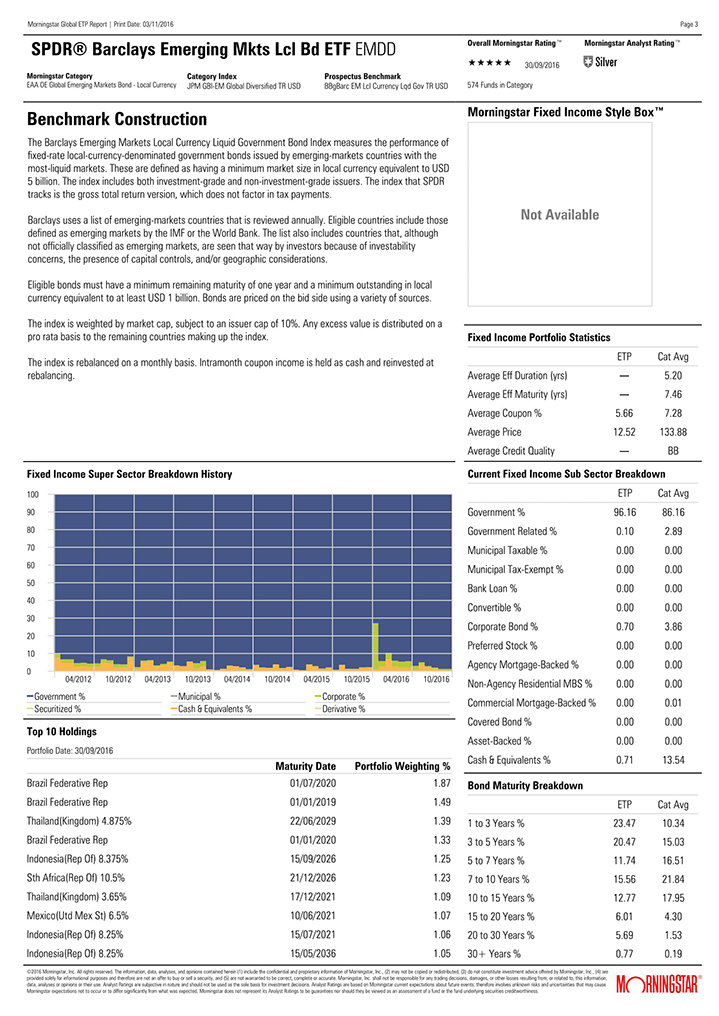 Morningstar Global ETP Report | Print Date: 03/11/2016
Page 3
SPDR® Barclays Emerging Mkts Lcl Bd ETF EMDD
Overall Morningstar Rating™
Morningstar Analyst Rating™
★★★★★ 30/09/2016
Silver
574 Funds in Category
Morningstar Category
EAA OE Global Emerging Markets Bond - Local Currency
Category Index
JPM GBI-EM Global Diversified TR USD
Prospectus Benchmark
BBgBarc EM Lcl Currency Lqd Gov TR USD
Benchmark Construction
The Barclays Emerging Markets Local Currency Liquid Government Bond Index measures the performance of
fixed-rate local-currency-denominated government bonds issued by emerging-markets countries with the
most-liquid markets. These are defined as having a minimum market size in local currency equivalent to USD
5 billion. The index includes both investment-grade and non-investment-grade issuers. The index that SPDR
tracks is the gross total return version, which does not factor in tax payments.
Barclays uses a list of emerging-markets countries that is reviewed annually. Eligible countries include those
defined as emerging markets by the IMF or the World Bank. The list also includes countries that, although
not officially classified as emerging markets, are seen that way by investors because of investability
concerns, the presence of capital controls, and/or geographic considerations.
Eligible bonds must have a minimum remaining maturity of one year and a minimum outstanding in local
currency equivalent to at least USD 1 billion. Bonds are priced on the bid side using a variety of sources.
The index is weighted by market cap, subject to an issuer cap of 10%. Any excess value is distributed on a
pro rata basis to the remaining countries making up the index.
The index is rebalanced on a monthly basis. Intramonth coupon income is held as cash and reinvested at
rebalancing.
Morningstar Fixed Income Style Box™
Not Available
Fixed Income Portfolio Statistics
ETP Cat Avg
Average Eff Duration (yrs) — 5.20
Average Eff Maturity (yrs) — 7.46
Average Coupon % 5.66 7.28
Average Price 12.52 133.88
Average Credit Quality — BB
Fixed Income Super Sector Breakdown History
100
90
80
70
60
50
40
30
20
10
0
04/2012 10/2012 04/2013 10/2013 04/2014 10/2014 04/2015 10/2015 04/2016 10/2016
Government % Municipal % Corporate %
Securitized % Cash & Equivalents % Derivative %
Current Fixed Income Sub Sector Breakdown
ETP Cat Avg
Government % 96.16 86.16
Government Related % 0.10 2.89
Municipal Taxable % 0.00 0.00
Municipal Tax-Exempt % 0.00 0.00
Bank Loan % 0.00 0.00
Convertible % 0.00 0.00
Corporate Bond % 0.70 3.86
Preferred Stock % 0.00 0.00
Agency Mortgage-Backed % 0.00 0.00
Non-Agency Residential MBS % 0.00 0.00
Commercial Mortgage-Backed % 0.00 0.01
Covered Bond % 0.00 0.00
Asset-Backed % 0.00 0.00
Cash & Equivalents % 0.71 13.54
Top 10 Holdings
Portfolio Date: 30/09/2016
Maturity Date Portfolio Weighting %
Brazil Federative Rep 01/07/2020 1.87
Brazil Federative Rep 01/01/2019 1.49
Thailand(Kingdom) 4.875% 22/06/2029 1.39
Brazil Federative Rep 01/01/2020 1.33
Indonesia(Rep Of) 8.375% 15/09/2026 1.25
Sth Africa(Rep Of) 10.5% 21/12/2026 1.23
Thailand(Kingdom) 3.65% 17/12/2021 1.09
Mexico(Utd Mex St) 6.5% 10/06/2021 1.07
Indonesia(Rep Of) 8.25% 15/07/2021 1.06
Indonesia(Rep Of) 8.25% 15/05/2036 1.05
Bond Maturity Breakdown
ETP Cat Avg
1 to 3 Years % 23.47 10.34
3 to 5 Years % 20.47 15.03
5 to 7 Years % 11.74 16.51
7 to 10 Years % 15.56 21.84
10 to 15 Years % 12.77 17.95
15 to 20 Years % 6.01 4.30
20 to 30 Years % 5.69 1.53
30+ Years % 0.77 0.19
©2016 Morningstar, Inc. All rights reserved. The information, data, analyses, and opinions contained herein (1) include the confidential and proprietary information of Morningstar, Inc., (2) may not be copied or redistributed, (3) do not constitute investment advice offered by Morningstar, Inc., (4) are
provided solely for informational purposes and therefore are not an offer to buy or sell a security, and (5) are not warranted to be correct, complete or accurate. Morningstar, Inc. shall not be responsible for any trading decisions, damages, or other losses resulting from, or related to, this information,
data, analyses or opinions or their use. Analyst Ratings are subjective in nature and should not be used as the sole basis for investment decisions. Analyst Ratings are based on Morningstar current expectations about future events; therefore involves unknown risks and uncertainties that may cause
Morningstar expectations not to occur or to differ significantly from what was expected. Morningstar does not represent its Analyst Ratings to be guarantees nor should they be viewed as an assessment of a fund or the fund underlying securities creditworthiness.
MORNINGSTAR®